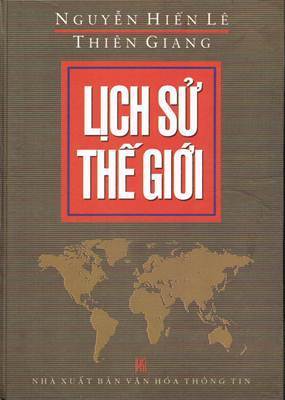 NGUYỄN HIẾN LÊ
THIÊN GIANG
LỊCH SỬ
THẾ GIỚI
NHÀ XUẤT BẢN VĂN HÓA THÔNG TIN